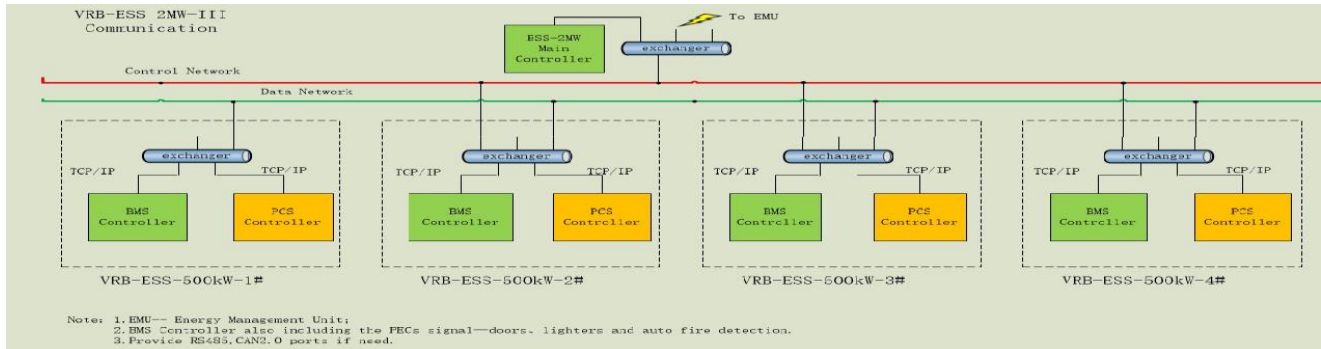 VRB-ESS 2MW-III
Communication
To EMU
BSS-2MW
Main
Controller
exchanger
Control Network
Data Network
exchanger
exchanger
exchanger
exchanger
TCP/IP
TCP/IP
TCP/IP
TCP/IP
TCP/IP
TCP/IP
TCP/IP
TCP/IP
BMS
Controller
PCS
Controller
BMS
Controller
PCS
Controller
BMS
Controller
PCS
Controller
BMS
Controller
PCS
Controller
VRB-ESS-500kW-1#
VRB-ESS-500kW-2#
VRB-ESS-500kW-3#
VRB-ESS-500kW-4#
Note: 1.EMU-- Energy Management Unit;
2.BMS Controller also including the PECs signal—doors, lighters and auto fire detection.
3.Provide RS485,CAN2.0 ports if need.